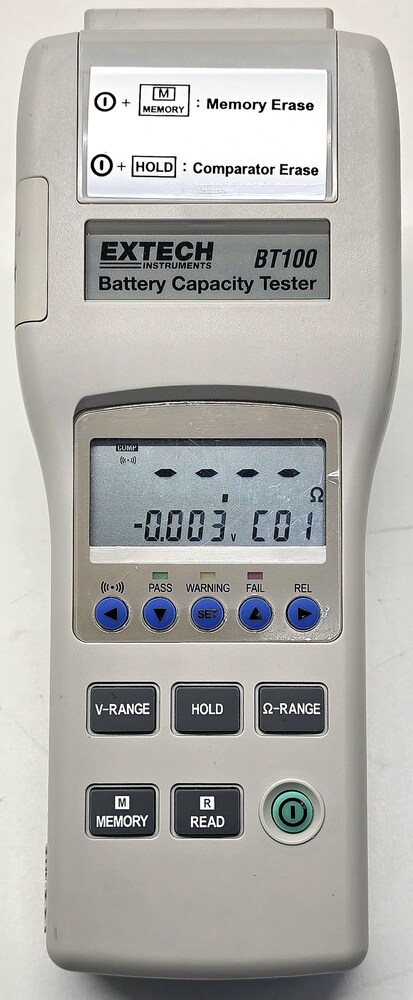 + M MEMORY : Memory Erase
+ HOLD : Comparator Erase
EXTECH INSTRUMENTS BT100
Battery Capacity Tester
COMP
((•))
- - - -
Ω
-0.003 V C01
((•)) PASS WARNING FAIL REL
◀ ▼ SET ▲ ▶
V-RANGE HOLD Ω-RANGE
M MEMORY R READ